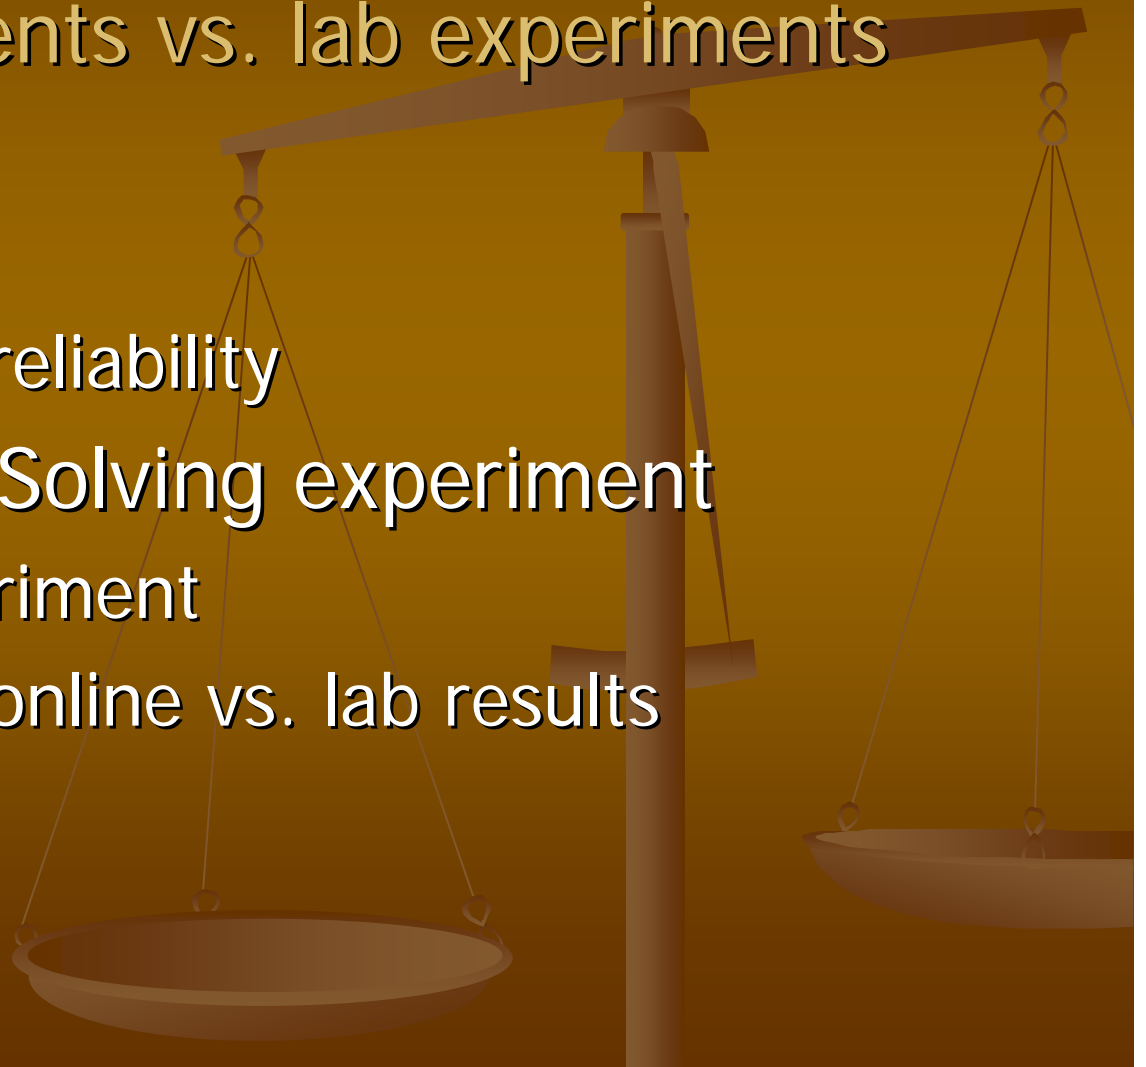 ents vs. lab experiments
reliability
Solving experiment
riment
online vs. lab results